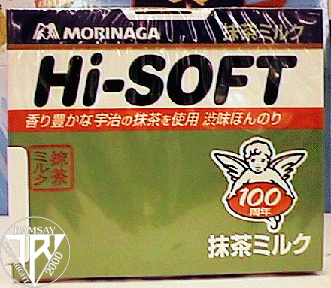 MORINAGA 抹茶ミルク
Hi-SOFT
香り豊かな宇治の抹茶を使用 渋味ほんのり
抹茶
ミルク
100
周年
抹茶ミルク
RAMSAY
TR
2000